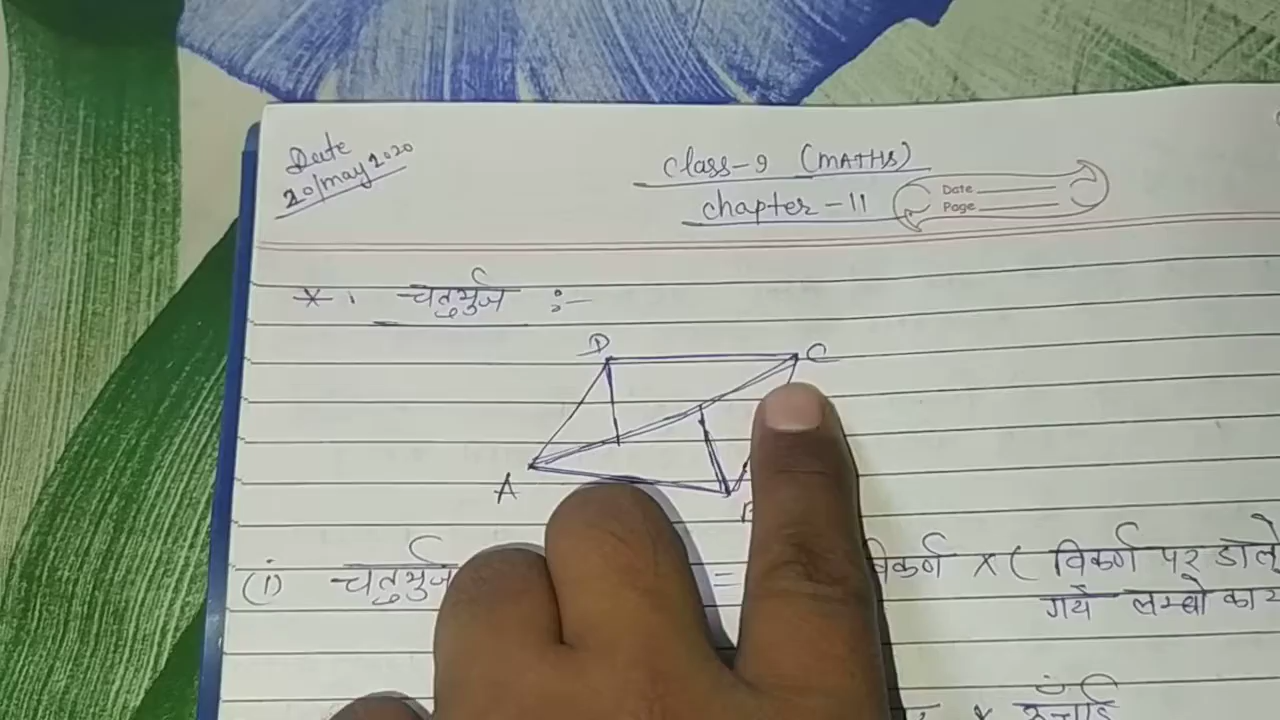 Date
20/may 2020
Class-9 (MATHS)
chapter-11
Date
Page
*. चतुर्भुज :-
D C
A
(i) चतुर्भुज = विकर्ण × ( विकर्ण पर डाले
गये लम्बो का
× ऊँचाई